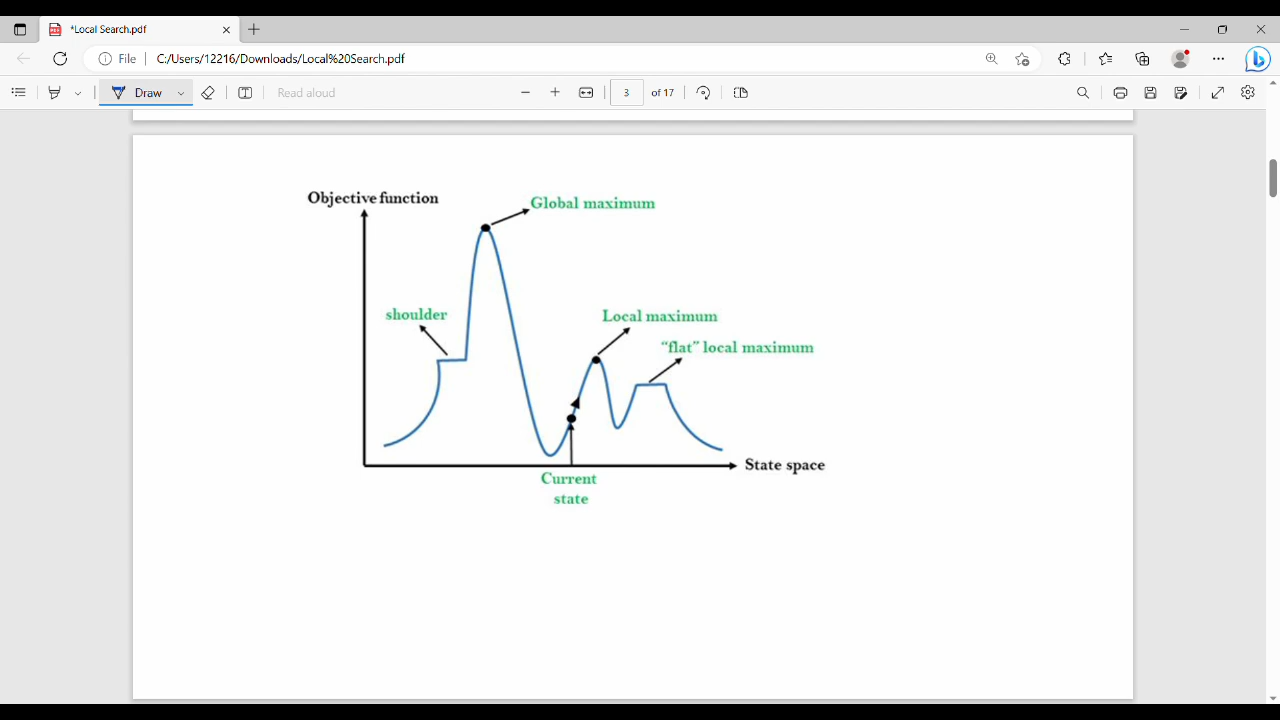 *Local Search.pdf
File
C:/Users/12216/Downloads/Local%20Search.pdf
Draw
Read aloud
3
of 17
Objective function
Global maximum
shoulder
Local maximum
“flat” local maximum
State space
Current
state